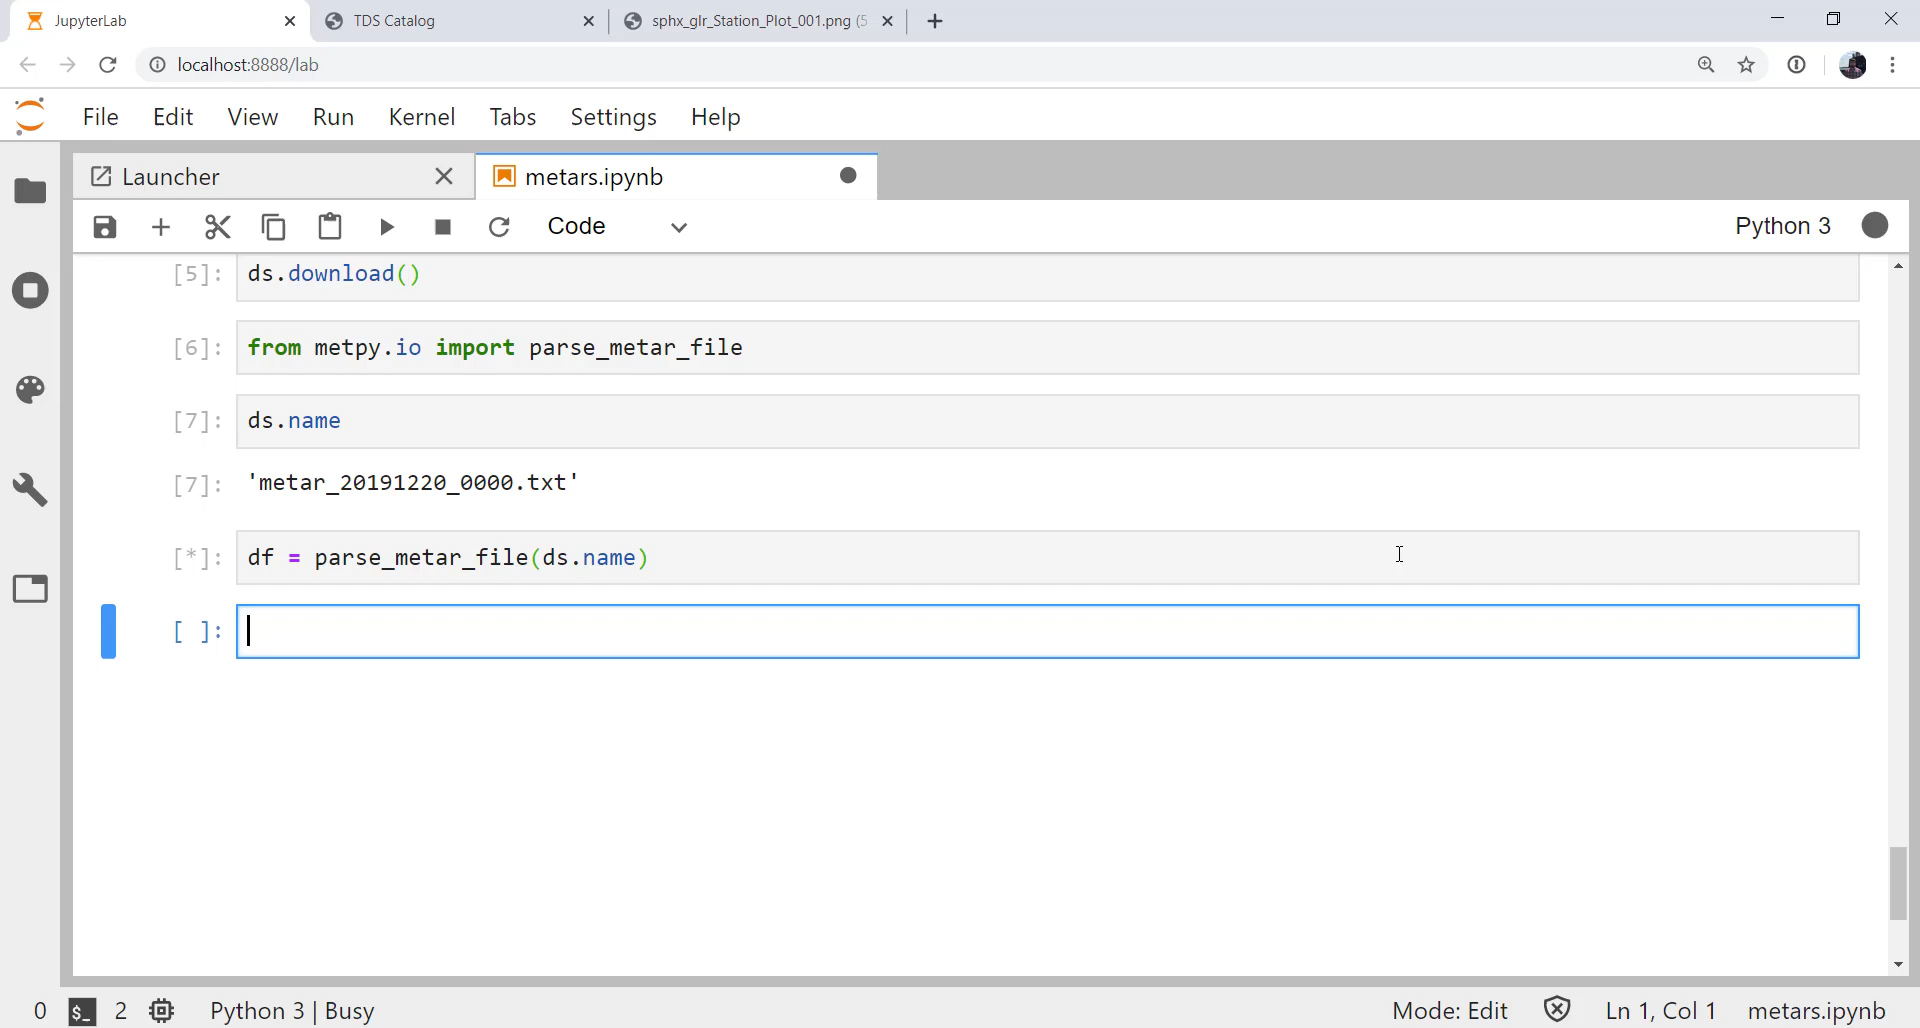 JupyterLab
TDS Catalog
sphx_glr_Station_Plot_001.png (5
localhost:8888/lab
File Edit View Run Kernel Tabs Settings Help
Launcher
metars.ipynb
Code
Python 3
[5]: ds.download()
[6]: from metpy.io import parse_metar_file
[7]: ds.name
[7]: 'metar_20191220_0000.txt'
[*]: df = parse_metar_file(ds.name)
[ ]:
0 $_ 2 Python 3 | Busy Mode: Edit Ln 1, Col 1 metars.ipynb